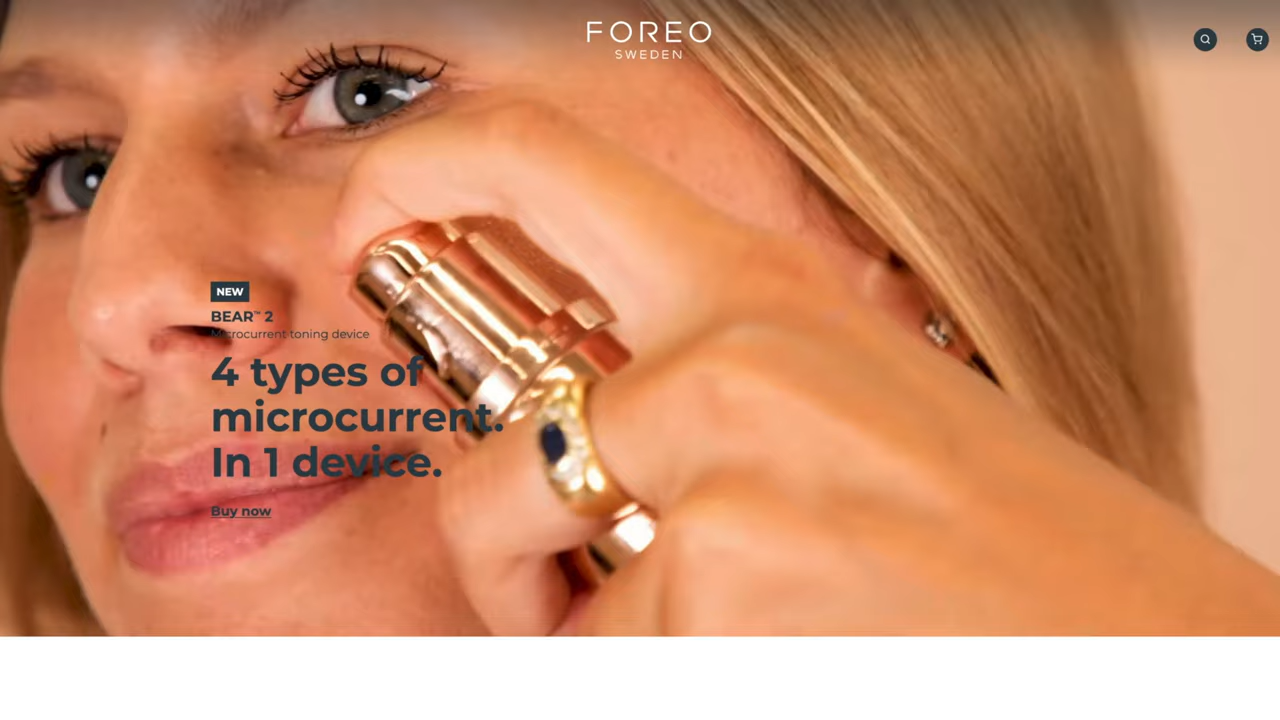 FOREO
SWEDEN
NEW
BEAR™ 2
Microcurrent toning device
4 types of
microcurrent.
In 1 device.
Buy now